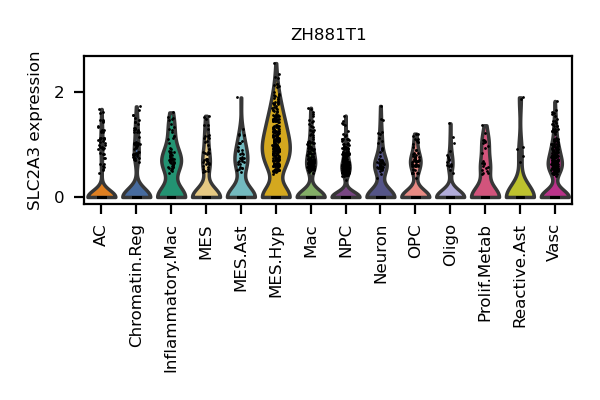 ZH881T1
SLC2A3 expression
2
0
AC
Chromatin.Reg
Inflammatory.Mac
MES
MES.Ast
MES.Hyp
Mac
NPC
Neuron
OPC
Oligo
Prolif.Metab
Reactive.Ast
Vasc